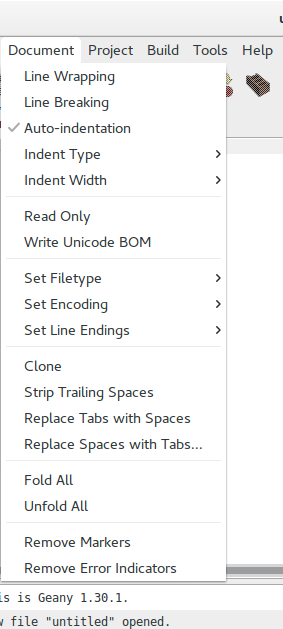 Document Project Build Tools Help
Line Wrapping
Line Breaking
Auto-indentation
Indent Type
Indent Width
Read Only
Write Unicode BOM
Set Filetype
Set Encoding
Set Line Endings
Clone
Strip Trailing Spaces
Replace Tabs with Spaces
Replace Spaces with Tabs...
Fold All
Unfold All
Remove Markers
Remove Error Indicators
is is Geany 1.30.1.
w file "untitled" opened.